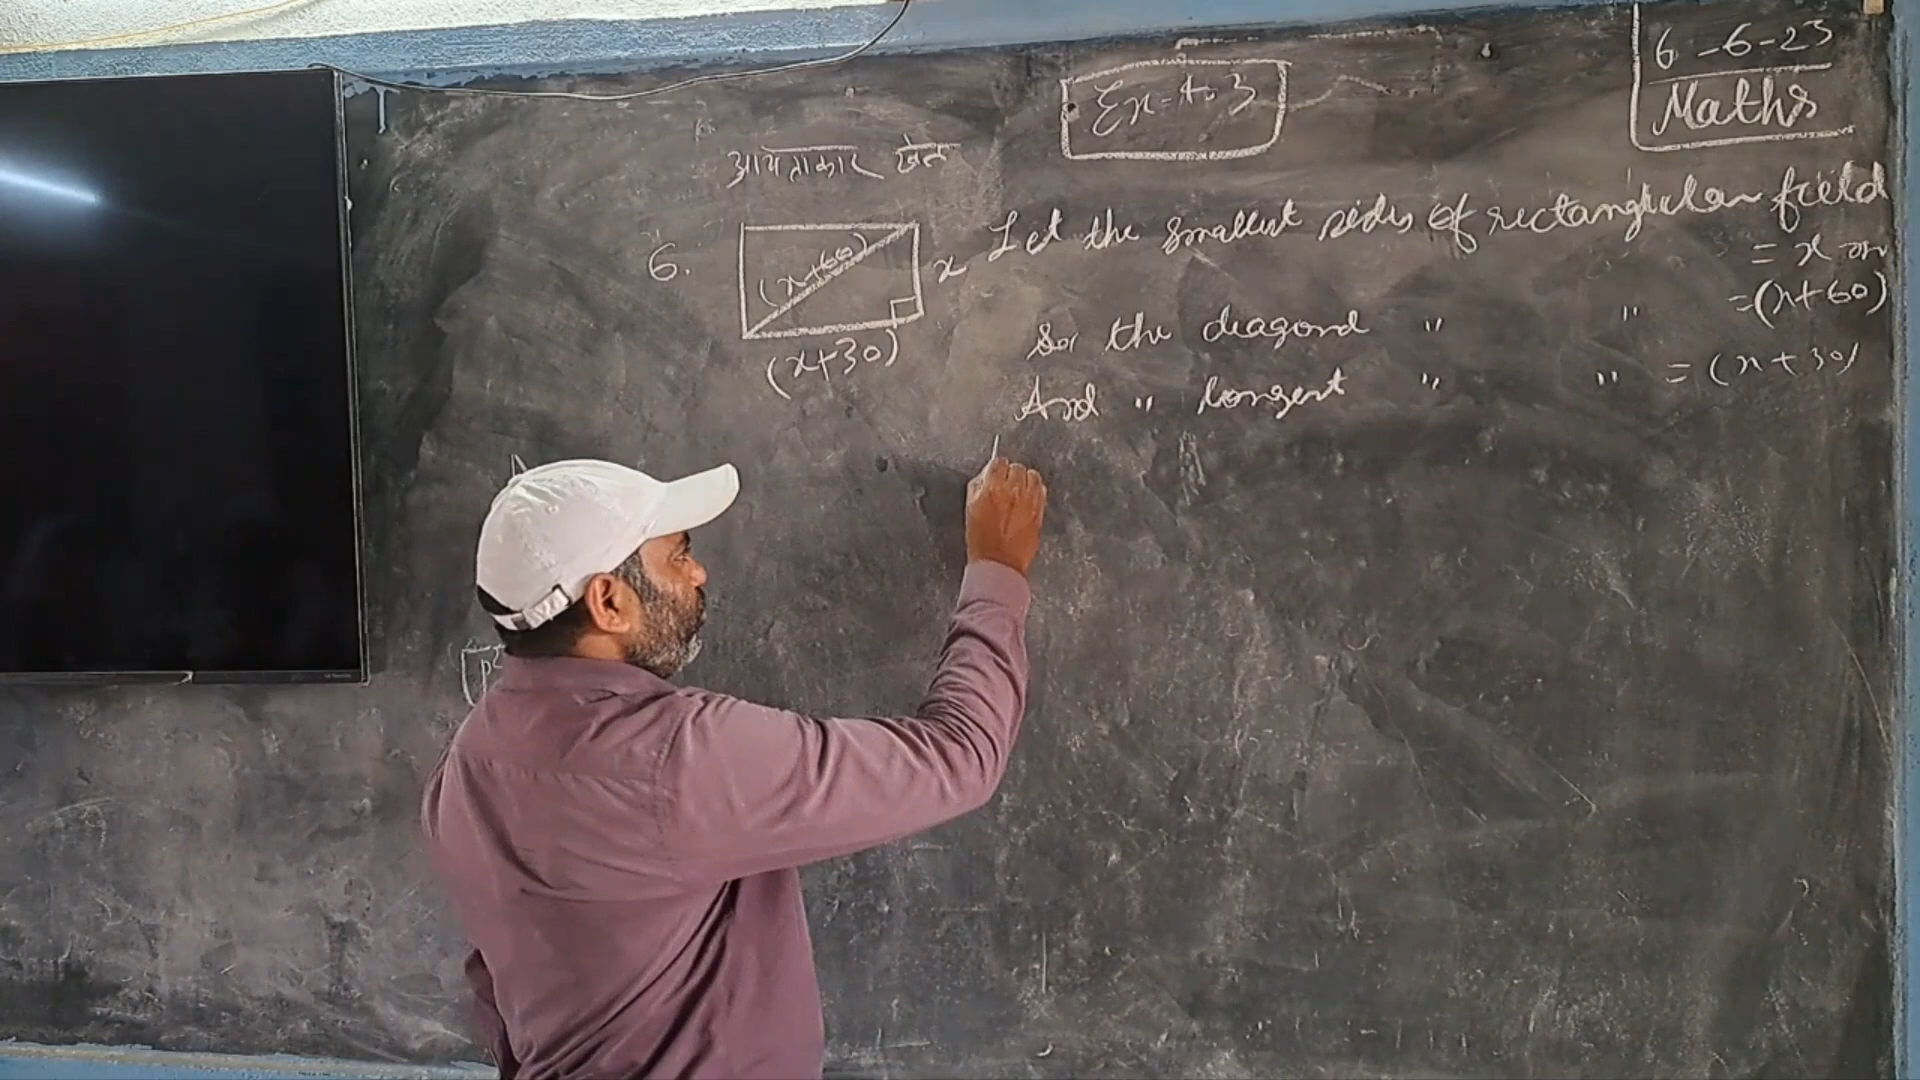 6-6-23
Maths
Ex-4.3
आयताकार खेत
6.
(x+60)
x
(x+30)
Let the smallest sides of rectangular field
= x m
So the diagonal " " =(x+60)
And " longest " " =(x+30)